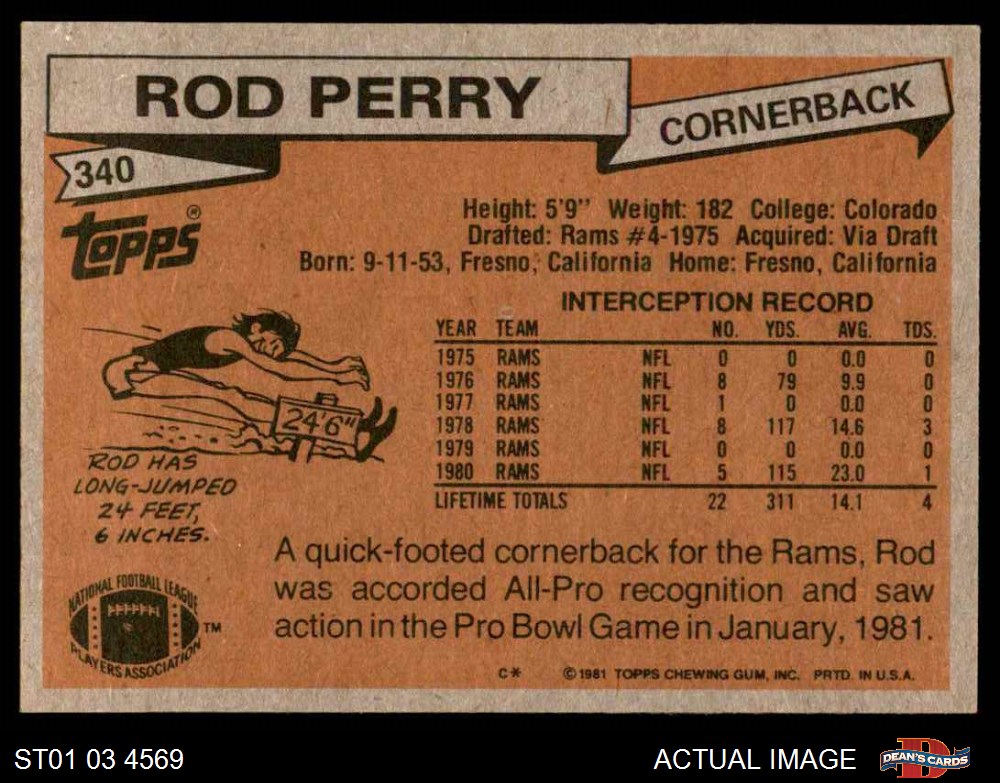 ROD PERRY
CORNERBACK
340
Topps®
Height: 5'9" Weight: 182 College: Colorado
Drafted: Rams #4-1975 Acquired: Via Draft
Born: 9-11-53, Fresno, California Home: Fresno, California
INTERCEPTION RECORD
YEAR TEAM NO. YDS. AVG. TDS.
1975 RAMS NFL 0 0 0.0 0
1976 RAMS NFL 8 79 9.9 0
1977 RAMS NFL 1 0 0.0 0
1978 RAMS NFL 8 117 14.6 3
1979 RAMS NFL 0 0 0.0 0
1980 RAMS NFL 5 115 23.0 1
LIFETIME TOTALS 22 311 14.1 4
24'6"
ROD HAS
LONG-JUMPED
24 FEET,
6 INCHES.
A quick-footed cornerback for the Rams, Rod
was accorded All-Pro recognition and saw
action in the Pro Bowl Game in January, 1981.
NATIONAL FOOTBALL LEAGUE
PLAYERS ASSOCIATION
TM
C* ©1981 TOPPS CHEWING GUM, INC. PRTD. IN U.S.A.
ST01 03 4569
ACTUAL IMAGE
DEAN'S CARDS